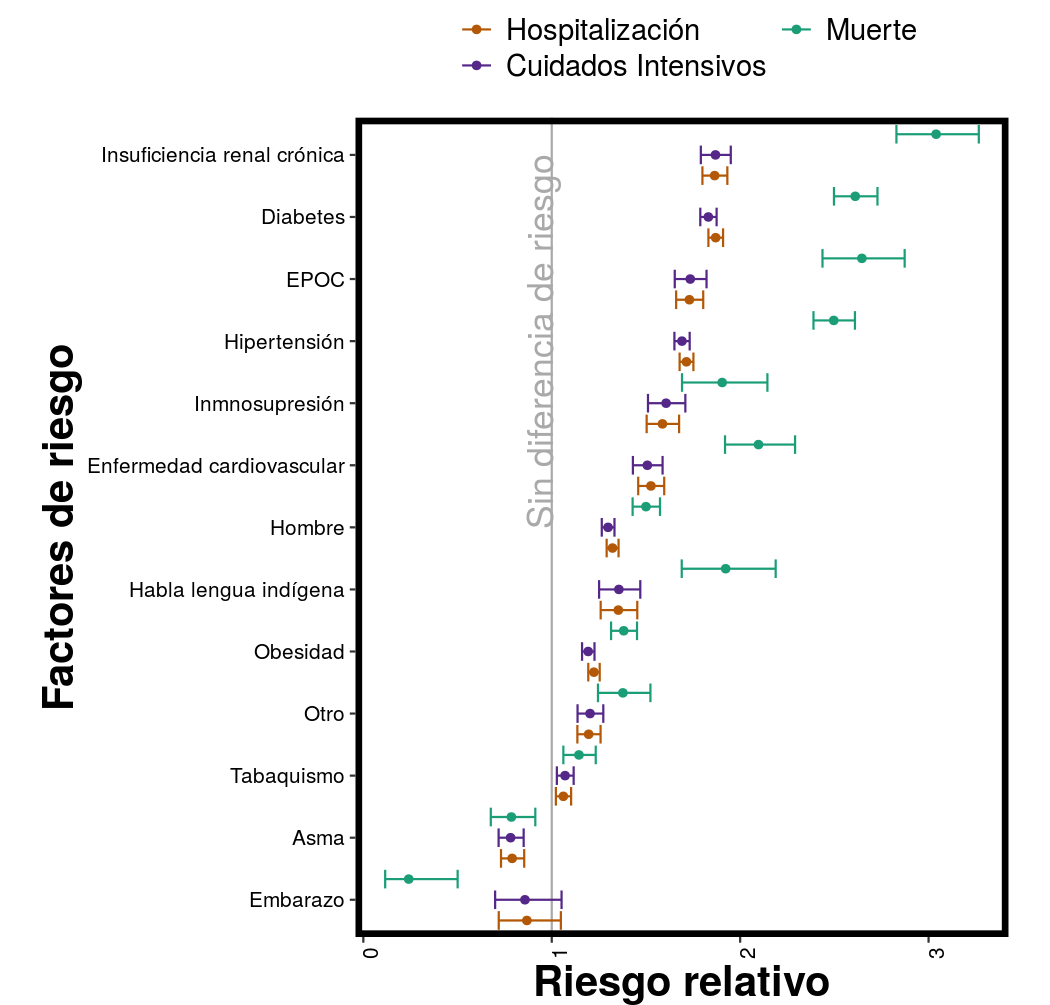 Hospitalización
Muerte
Cuidados Intensivos
Factores de riesgo
Insuficiencia renal crónica
Diabetes
EPOC
Hipertensión
Inmnosupresión
Enfermedad cardiovascular
Hombre
Habla lengua indígena
Obesidad
Otro
Tabaquismo
Asma
Embarazo
Sin diferencia de riesgo
0
1
2
3
Riesgo relativo